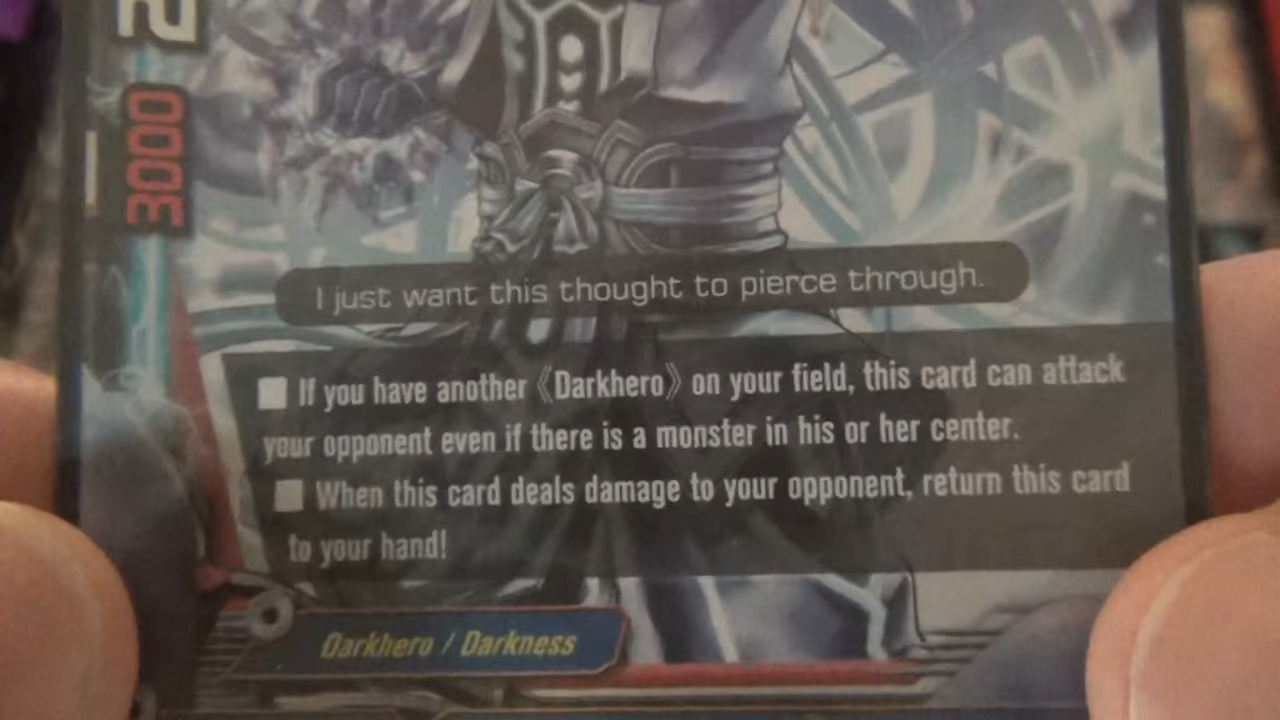 2
3000
I just want this thought to pierce through.
■ If you have another 《Darkhero》 on your field, this card can attack
your opponent even if there is a monster in his or her center.
■ When this card deals damage to your opponent, return this card
to your hand!
Darkhero / Darkness